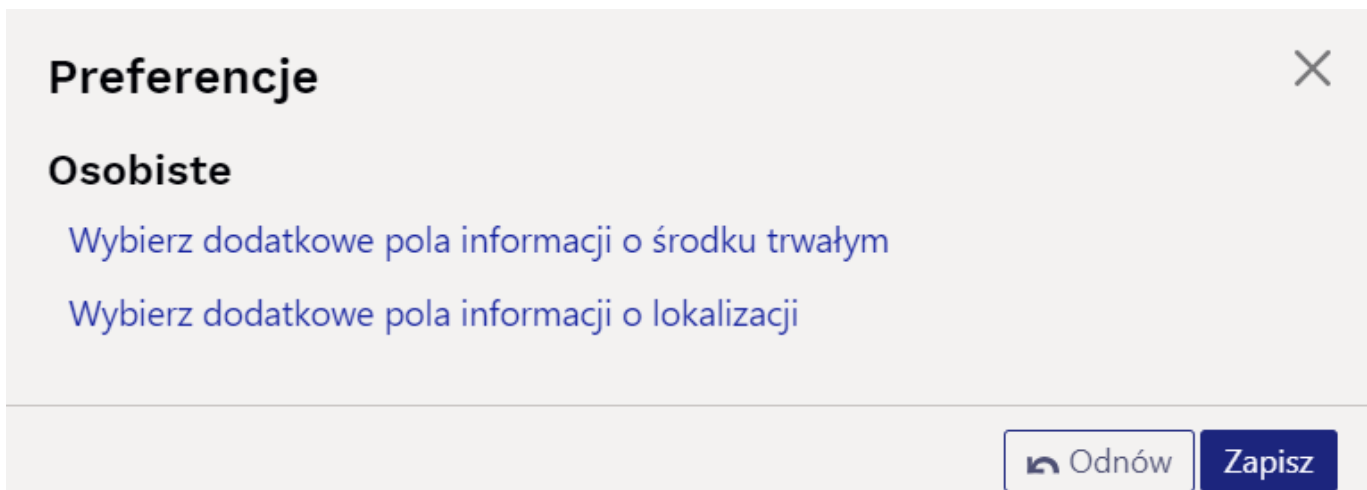 Preferencje
Osobiste
Wybierz dodatkowe pola informacji o środku trwałym
Wybierz dodatkowe pola informacji o lokalizacji
Odnów Zapisz